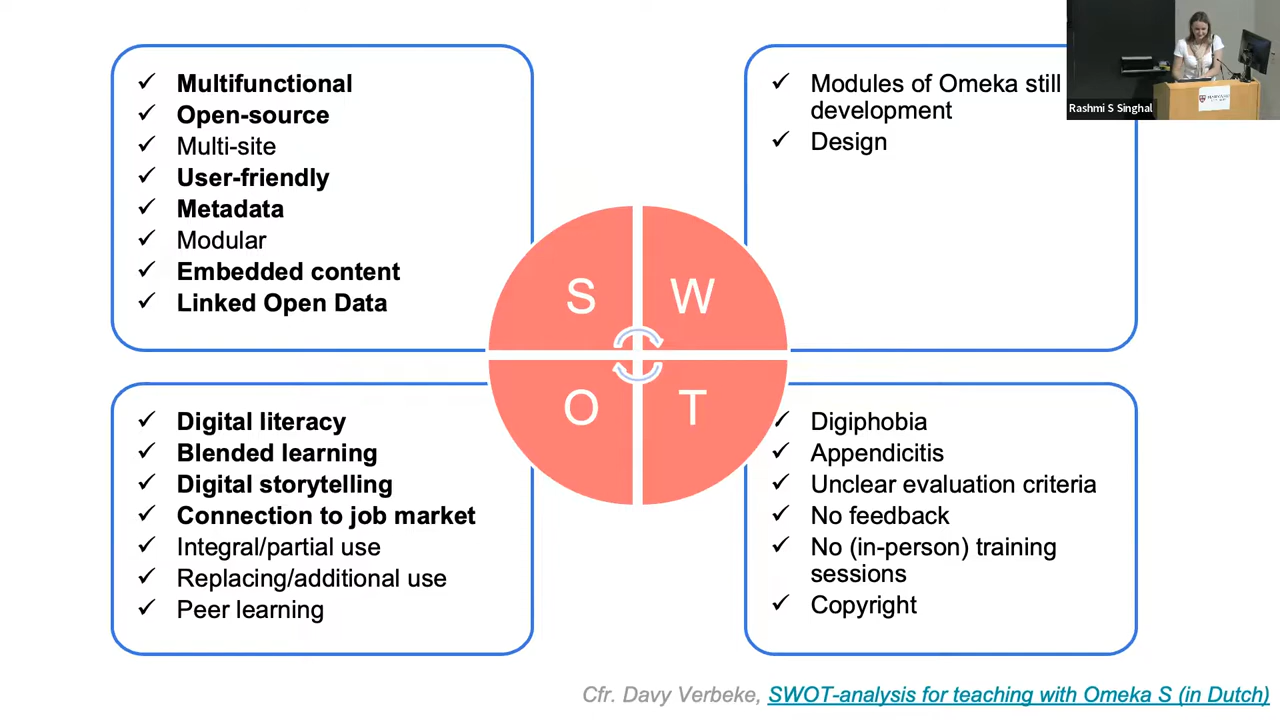 Multifunctional
Open-source
Multi-site
User-friendly
Metadata
Modular
Embedded content
Linked Open Data
Modules of Omeka still
development
Design
Rashmi S Singhal
S
W
O
T
Digital literacy
Blended learning
Digital storytelling
Connection to job market
Integral/partial use
Replacing/additional use
Peer learning
Digiphobia
Appendicitis
Unclear evaluation criteria
No feedback
No (in-person) training
sessions
Copyright
Cfr. Davy Verbeke, SWOT-analysis for teaching with Omeka S (in Dutch)